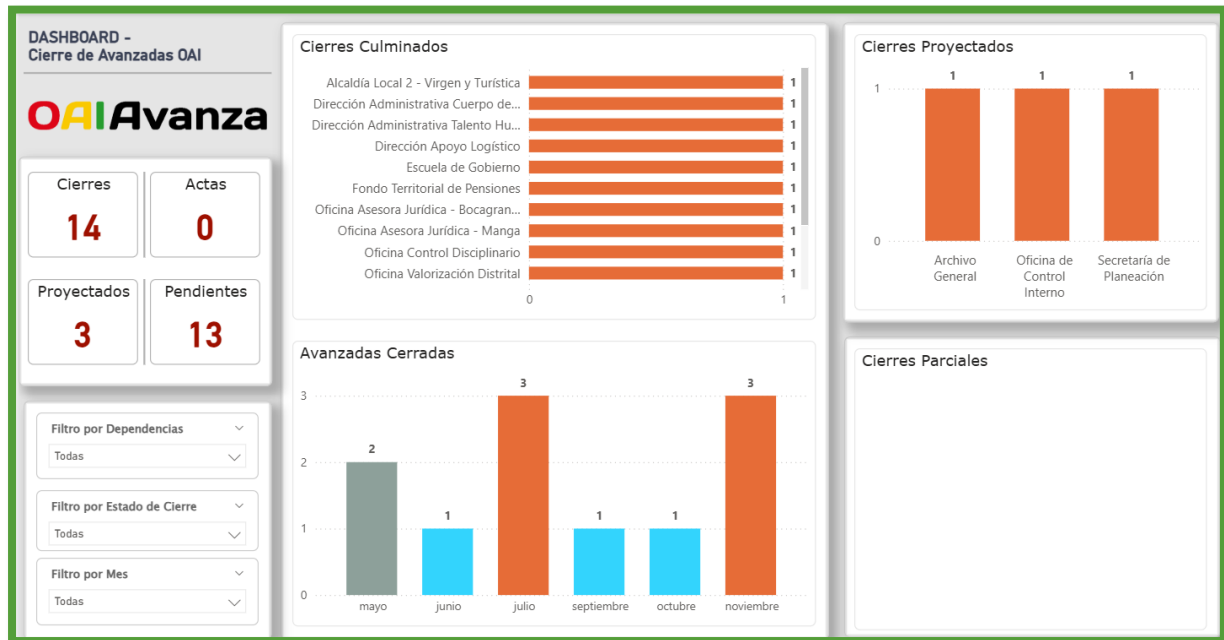 DASHBOARD -
Cierre de Avanzadas OAI
OAIAvanza
Cierres
14
Actas
0
Proyectados
3
Pendientes
13
Filtro por Dependencias
Todas
Filtro por Estado de Cierre
Todas
Filtro por Mes
Todas
Cierres Culminados
Alcaldía Local 2 - Virgen y Turística 1
Dirección Administrativa Cuerpo de... 1
Dirección Administrativa Talento Hu... 1
Dirección Apoyo Logístico 1
Escuela de Gobierno 1
Fondo Territorial de Pensiones 1
Oficina Asesora Jurídica - Bocagran... 1
Oficina Asesora Jurídica - Manga 1
Oficina Control Disciplinario 1
Oficina Valorización Distrital 1
0 1
Avanzadas Cerradas
3
2
1
0
2 1 3 1 1 3
mayo junio julio septiembre octubre noviembre
Cierres Proyectados
1 1 1
1
0
Archivo
General
Oficina de
Control
Interno
Secretaría de
Planeación
Cierres Parciales